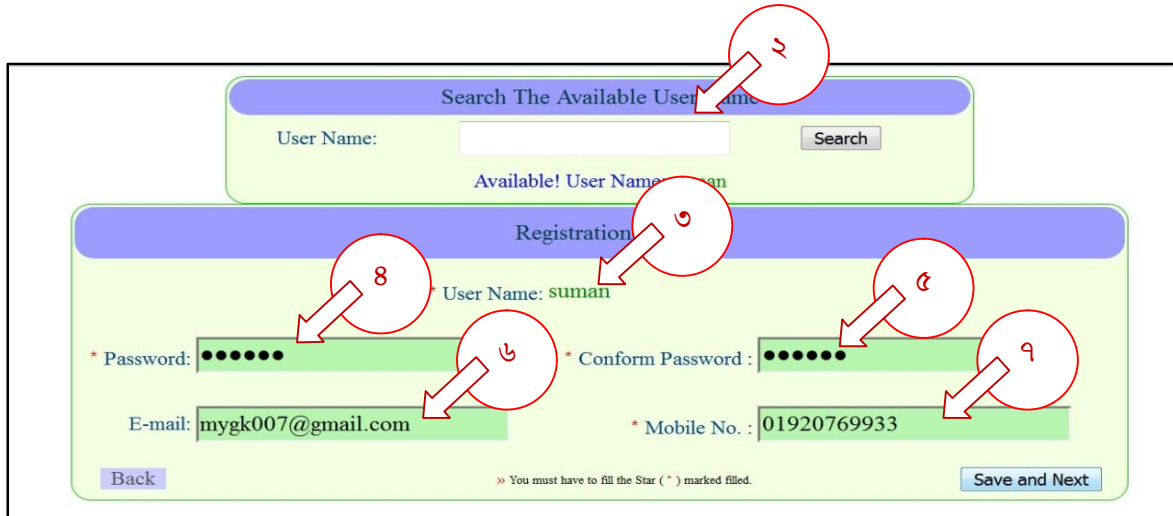 ২
Search The Available User Name
User Name: Search
Available! User Name: suman
Registration
৩
* User Name: suman
৪
৫
* Password: ●●●●●● * Conform Password : ●●●●●●
৬
৭
E-mail: mygk007@gmail.com * Mobile No. : 01920769933
Back » You must have to fill the Star ( * ) marked filled. Save and Next